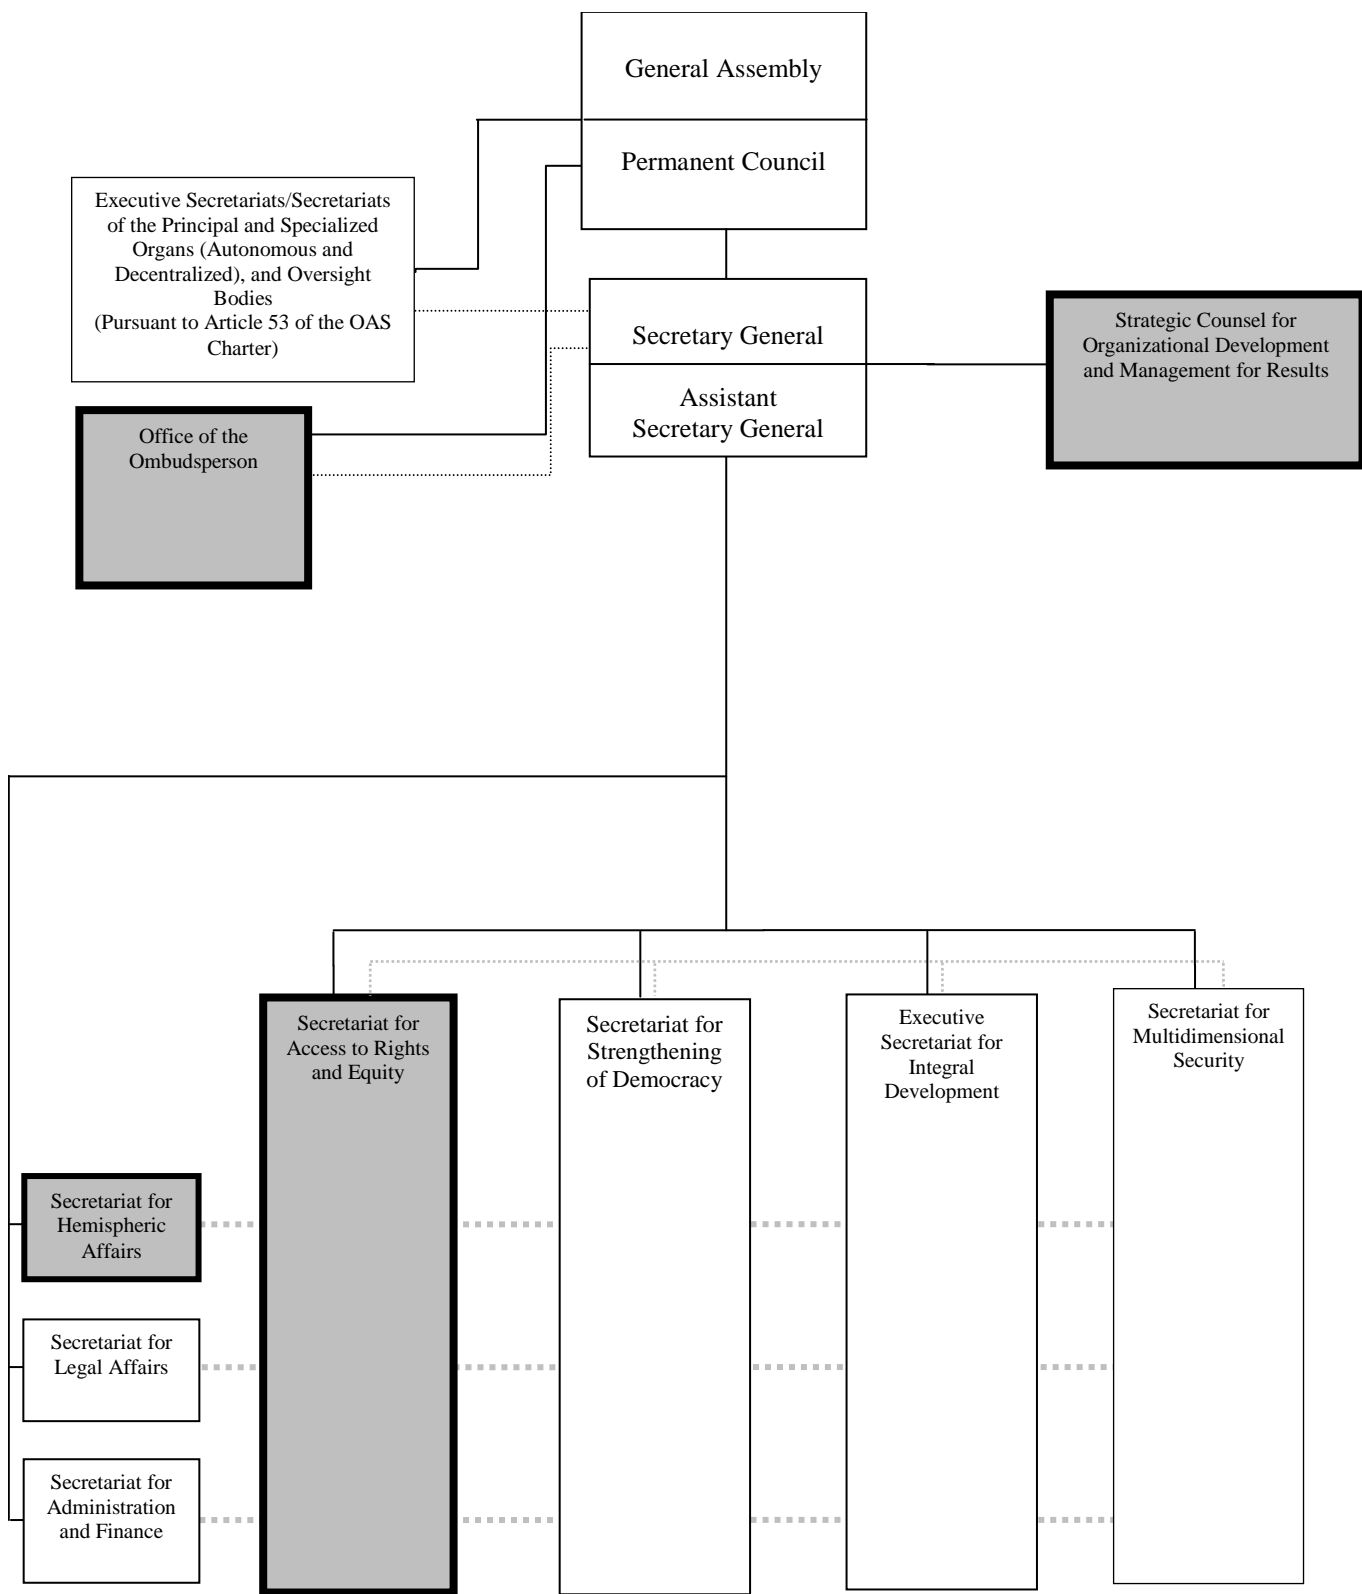 General Assembly
Permanent Council
Executive Secretariats/Secretariats
of the Principal and Specialized
Organs (Autonomous and
Decentralized), and Oversight
Bodies
(Pursuant to Article 53 of the OAS
Charter)
Secretary General
Assistant
Secretary General
Strategic Counsel for
Organizational Development
and Management for Results
Office of the
Ombudsperson
Secretariat for
Access to Rights
and Equity
Secretariat for
Strengthening
of Democracy
Executive
Secretariat for
Integral
Development
Secretariat for
Multidimensional
Security
Secretariat for
Hemispheric
Affairs
Secretariat for
Legal Affairs
Secretariat for
Administration
and Finance